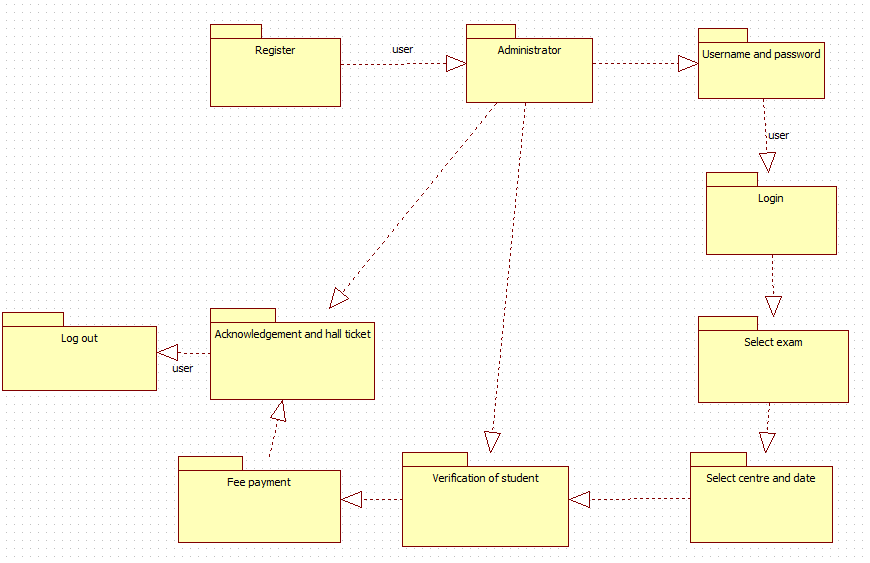 Register
user
Administrator
Username and password
user
Login
Log out
user
Acknowledgement and hall ticket
Select exam
Fee payment
Verification of student
Select centre and date